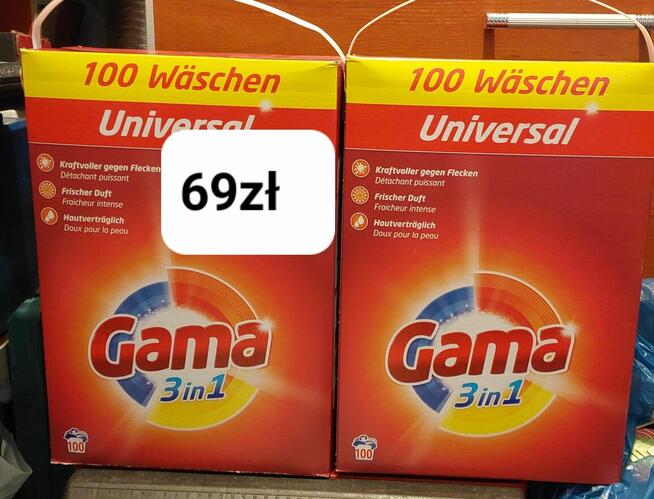 100 Wäschen
Universal
69zł
Kraftvoller gegen Flecken
Détachant puissant
Frischer Duft
Fraicheur intense
Hautverträglich
Doux pour la peau
Gama
3in1
100
100 Wäschen
Universal
Kraftvoller gegen Flecken
Détachant puissant
Frischer Duft
Fraicheur intense
Hautverträglich
Doux pour la peau
Gama
3in1
100